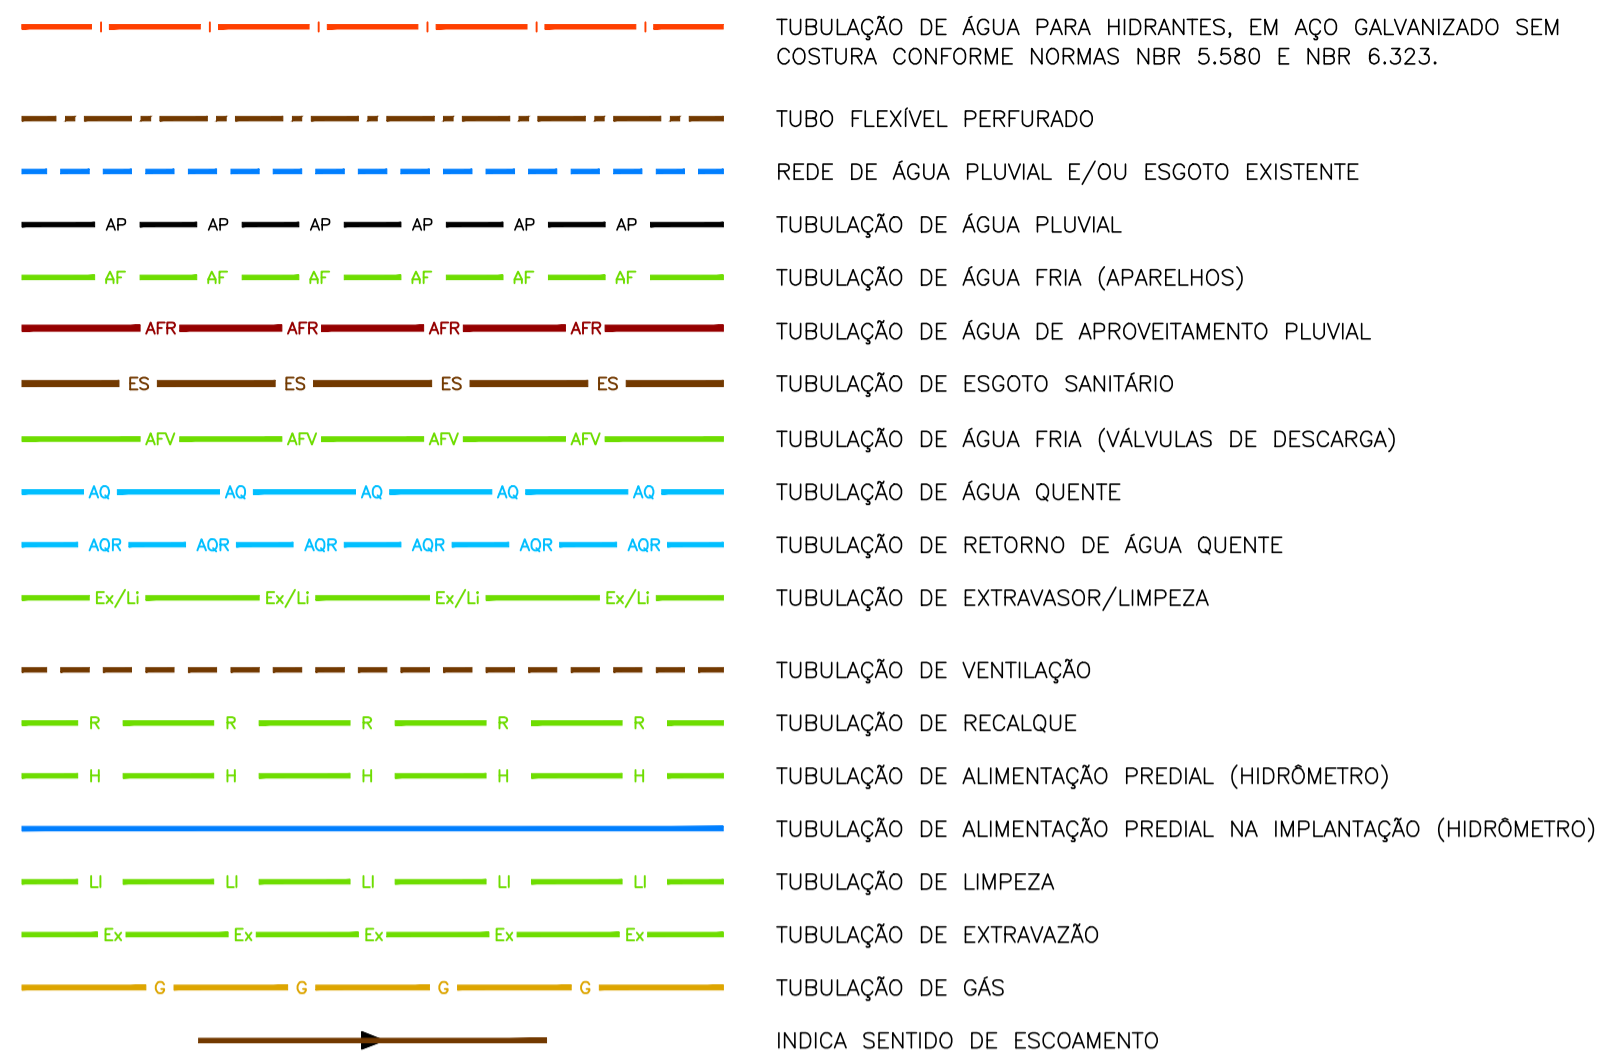 I I I I I I TUBULAÇÃO DE ÁGUA PARA HIDRANTES, EM AÇO GALVANIZADO SEM
COSTURA CONFORME NORMAS NBR 5.580 E NBR 6.323.
TUBO FLEXÍVEL PERFURADO
REDE DE ÁGUA PLUVIAL E/OU ESGOTO EXISTENTE
AP AP AP AP AP AP TUBULAÇÃO DE ÁGUA PLUVIAL
AF AF AF AF AF AF TUBULAÇÃO DE ÁGUA FRIA (APARELHOS)
AFR AFR AFR AFR TUBULAÇÃO DE ÁGUA DE APROVEITAMENTO PLUVIAL
ES ES ES ES TUBULAÇÃO DE ESGOTO SANITÁRIO
AFV AFV AFV AFV TUBULAÇÃO DE ÁGUA FRIA (VÁLVULAS DE DESCARGA)
AQ AQ AQ AQ AQ TUBULAÇÃO DE ÁGUA QUENTE
AQR AQR AQR AQR AQR AQR TUBULAÇÃO DE RETORNO DE ÁGUA QUENTE
Ex/Li Ex/Li Ex/Li Ex/Li TUBULAÇÃO DE EXTRAVASOR/LIMPEZA
TUBULAÇÃO DE VENTILAÇÃO
R R R R R TUBULAÇÃO DE RECALQUE
H H H H H TUBULAÇÃO DE ALIMENTAÇÃO PREDIAL (HIDRÔMETRO)
TUBULAÇÃO DE ALIMENTAÇÃO PREDIAL NA IMPLANTAÇÃO (HIDRÔMETRO)
LI LI LI LI LI TUBULAÇÃO DE LIMPEZA
Ex Ex Ex Ex Ex TUBULAÇÃO DE EXTRAVAZÃO
G G G G TUBULAÇÃO DE GÁS
INDICA SENTIDO DE ESCOAMENTO